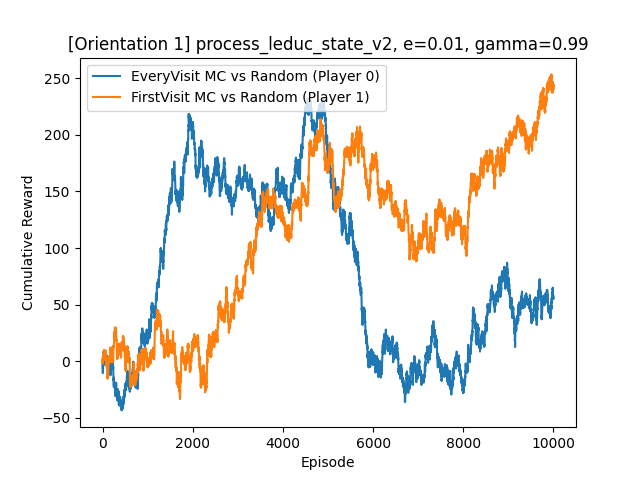 [Orientation 1] process_leduc_state_v2, e=0.01, gamma=0.99
EveryVisit MC vs Random (Player 0)
FirstVisit MC vs Random (Player 1)
250
200
150
100
50
0
−50
Cumulative Reward
0 2000 4000 6000 8000 10000
Episode